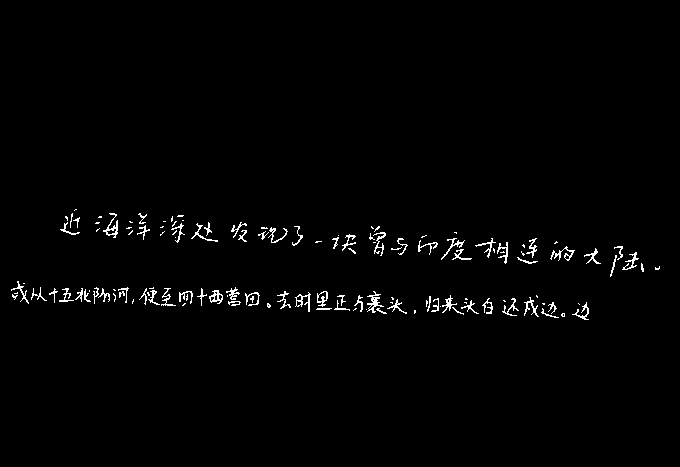 近海洋深处发现了一块曾与印度相连的大陆。
或从十五北防河,便至四十西营田。去时里正与裹头,归来头白还戍边。边